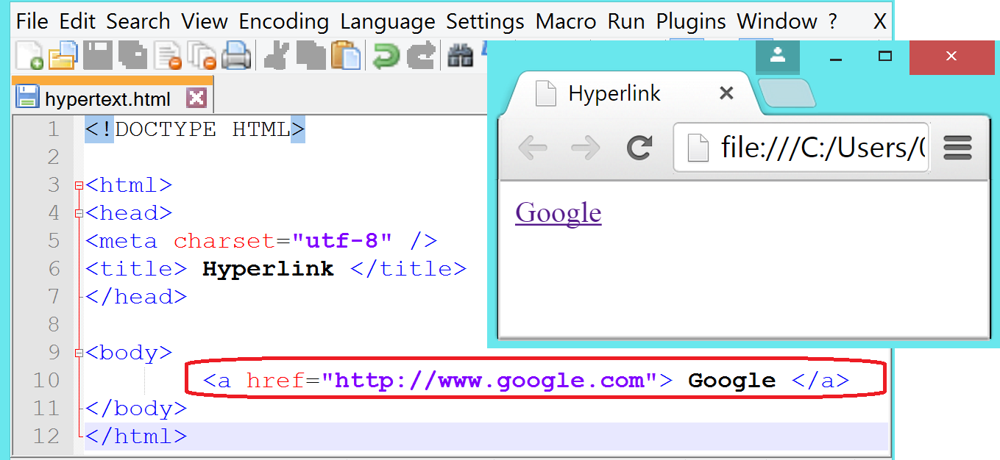 File Edit Search View Encoding Language Settings Macro Run Plugins Window ? X
hypertext.html
1 <!DOCTYPE HTML>
2
3 <html>
4 <head>
5 <meta charset="utf-8" />
6 <title> Hyperlink </title>
7 </head>
8
9 <body>
10 <a href="http://www.google.com"> Google </a>
11 </body>
12 </html>
Hyperlink
file:///C:/Users/
Google